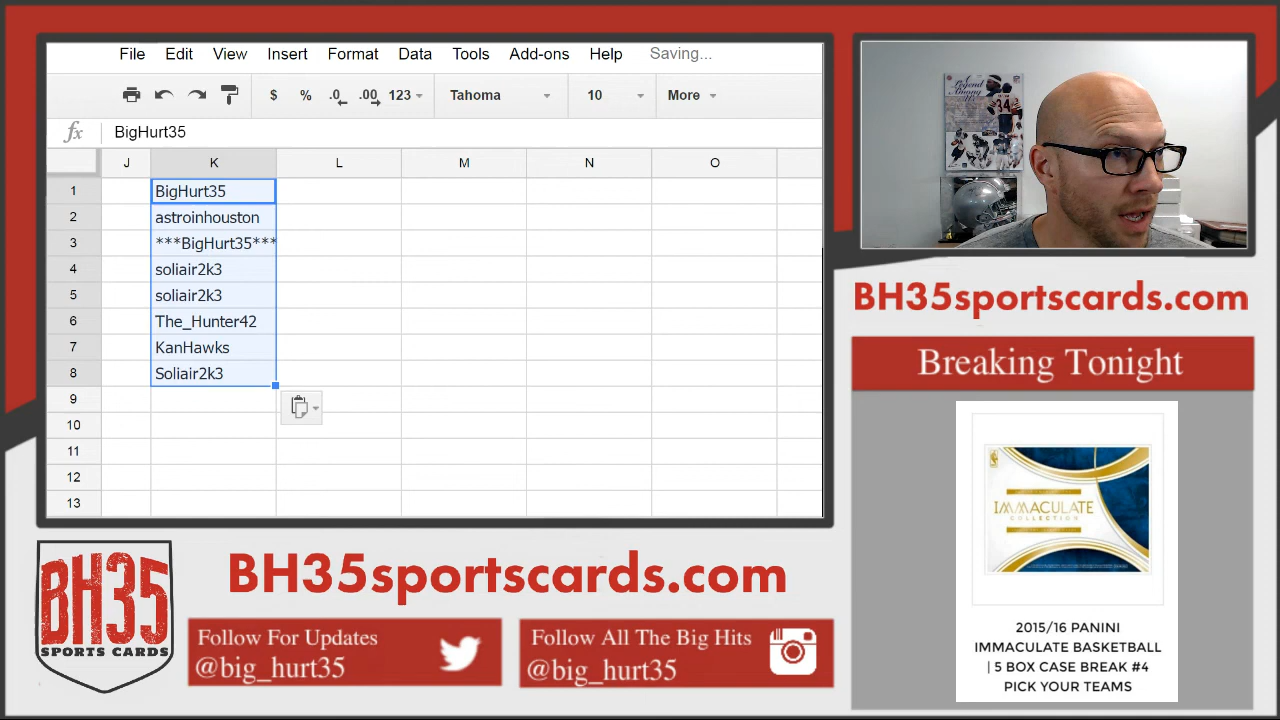 File Edit View Insert Format Data Tools Add-ons Help Saving...
$ % .0 .00 123 Tahoma 10 More
fx BigHurt35
J K L M N O
1 BigHurt35
2 astroinhouston
3 ***BigHurt35***
4 soliair2k3
5 soliair2k3
6 The_Hunter42
7 KanHawks
8 Soliair2k3
9
10
11
12
13
Legend
34
BH35sportscards.com
Breaking Tonight
IMMACULATE
COLLECTION
2015/16 PANINI
IMMACULATE BASKETBALL
| 5 BOX CASE BREAK #4
PICK YOUR TEAMS
BH35
SPORTS CARDS
BH35sportscards.com
Follow For Updates
@big_hurt35
Follow All The Big Hits
@big_hurt35